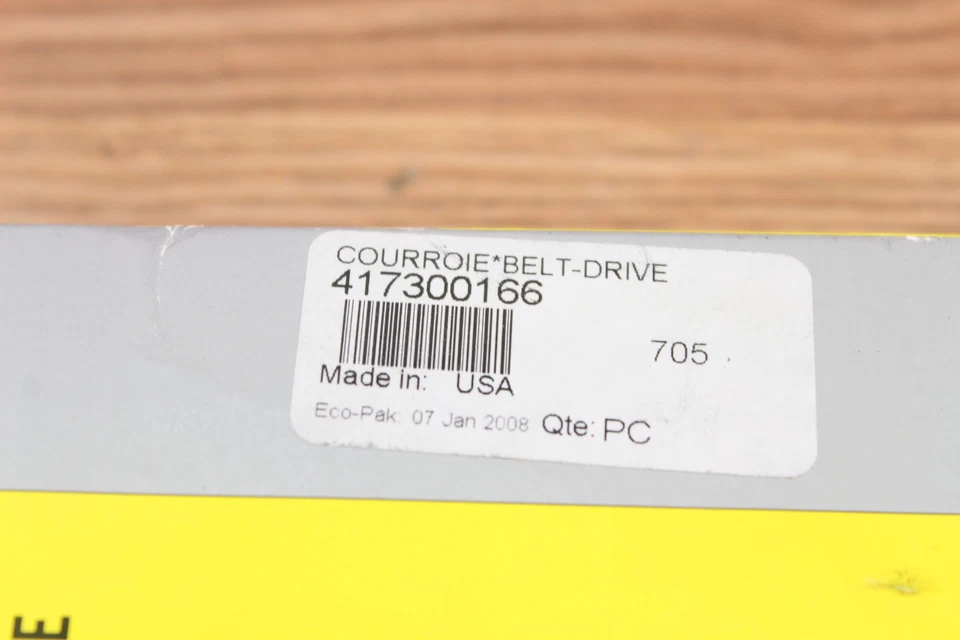 COURROIE*BELT-DRIVE
417300166
705
Made in: USA
Eco-Pak: 07 Jan 2008 Qte: PC
E